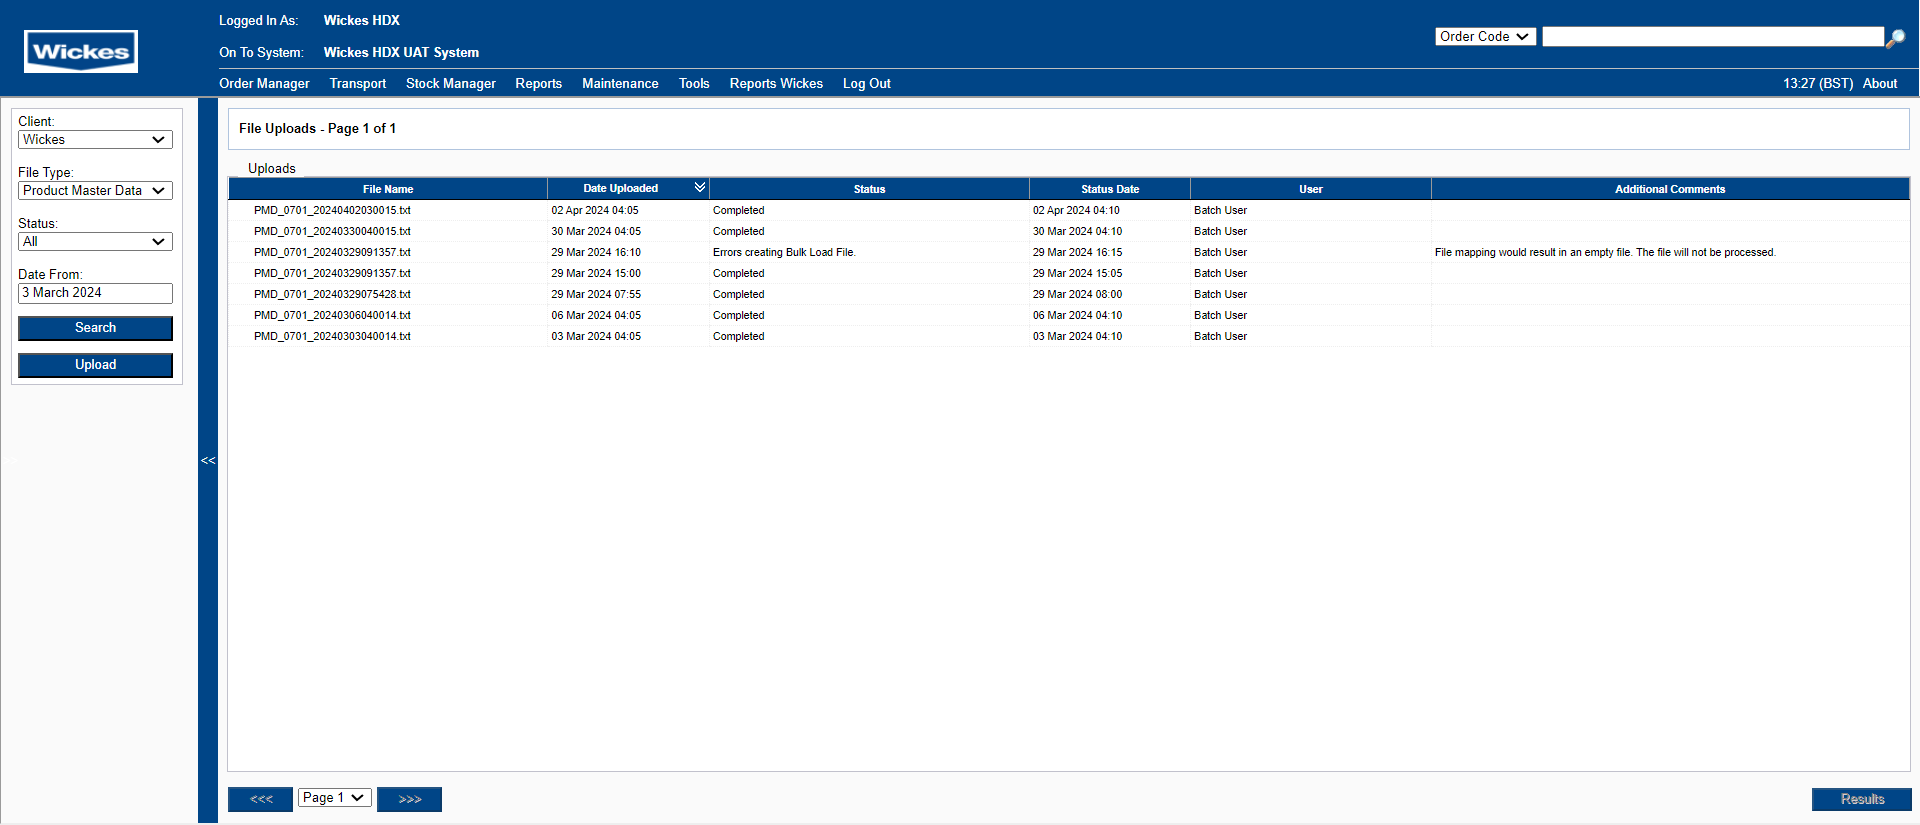 Wickes
Logged In As: Wickes HDX
On To System: Wickes HDX UAT System
Order Code
Order Manager Transport Stock Manager Reports Maintenance Tools Reports Wickes Log Out 13:27 (BST) About
Client:
Wickes
File Type:
Product Master Data
Status:
All
Date From:
3 March 2024
Search
Upload
<<
File Uploads - Page 1 of 1
Uploads
File Name Date Uploaded Status Status Date User Additional Comments
PMD_0701_20240402030015.txt 02 Apr 2024 04:05 Completed 02 Apr 2024 04:10 Batch User
PMD_0701_20240330040015.txt 30 Mar 2024 04:05 Completed 30 Mar 2024 04:10 Batch User
PMD_0701_20240329091357.txt 29 Mar 2024 16:10 Errors creating Bulk Load File. 29 Mar 2024 16:15 Batch User File mapping would result in an empty file. The file will not be processed.
PMD_0701_20240329091357.txt 29 Mar 2024 15:00 Completed 29 Mar 2024 15:05 Batch User
PMD_0701_20240329075428.txt 29 Mar 2024 07:55 Completed 29 Mar 2024 08:00 Batch User
PMD_0701_20240306040014.txt 06 Mar 2024 04:05 Completed 06 Mar 2024 04:10 Batch User
PMD_0701_20240303040014.txt 03 Mar 2024 04:05 Completed 03 Mar 2024 04:10 Batch User
<<< Page 1 >>> Results